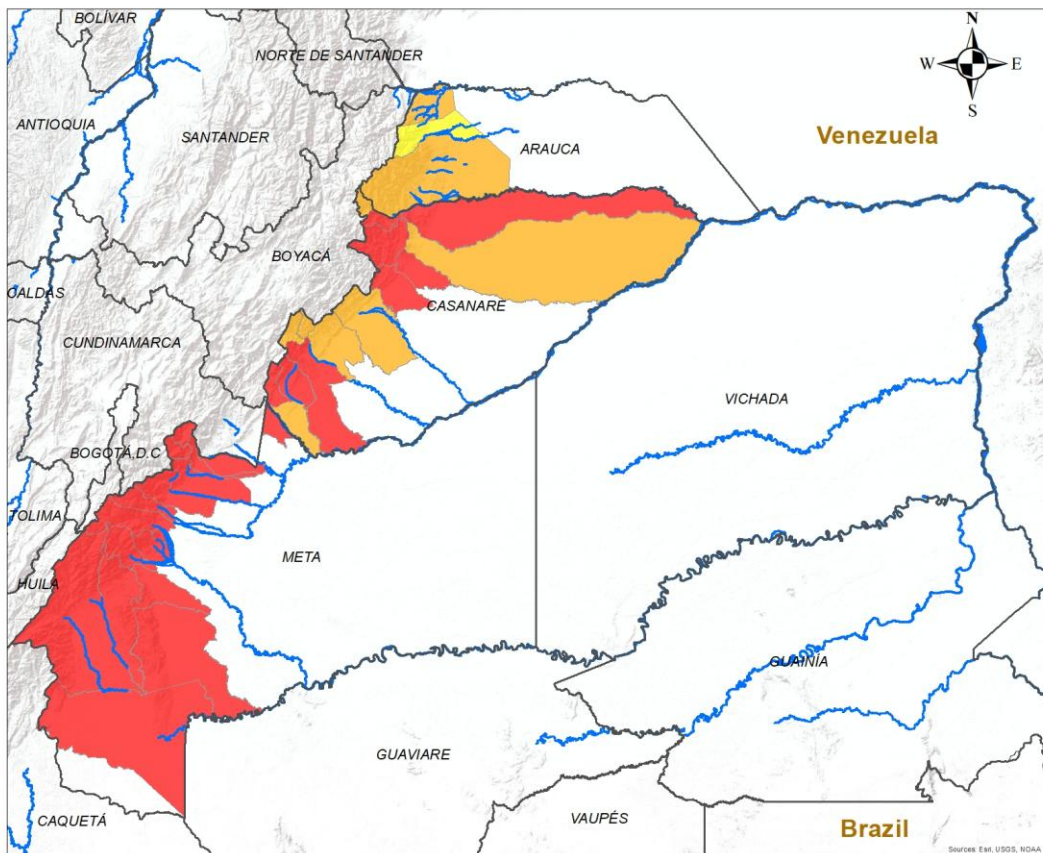 BOLÍVAR
N
NORTE DE SANTANDER
W
E
S
ANTIOQUIA
SANTANDER
Venezuela
ARAUCA
BOYACÁ
CALDAS
CASANARE
CUNDINAMARCA
VICHADA
BOGOTÁ,D.C
TOLIMA
META
HUILA
GUAINÍA
GUAVIARE
CAQUETÁ
VAUPÉS
Brazil
Sources: Esri, USGS, NOAA